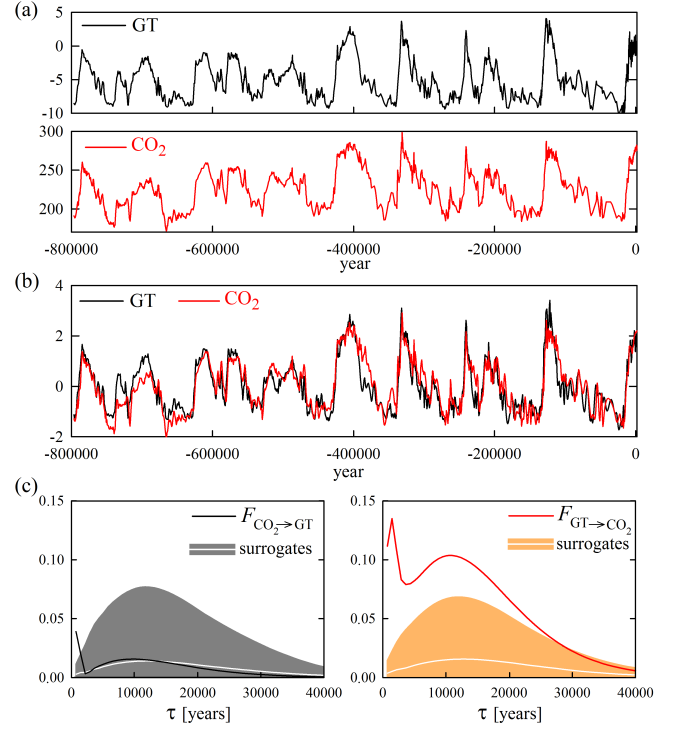 (a)
5
0
-5
-10
GT
300
250
200
CO2
-800000 -600000 -400000 -200000 0
year
(b)
GT CO2
4
2
0
-2
-800000 -600000 -400000 -200000 0
year
(c)
0.15
0.10
0.05
0.00
FCO2→GT
surrogates
0 10000 20000 30000 40000
τ [years]
0.15
0.10
0.05
0.00
FGT→CO2
surrogates
0 10000 20000 30000 40000
τ [years]